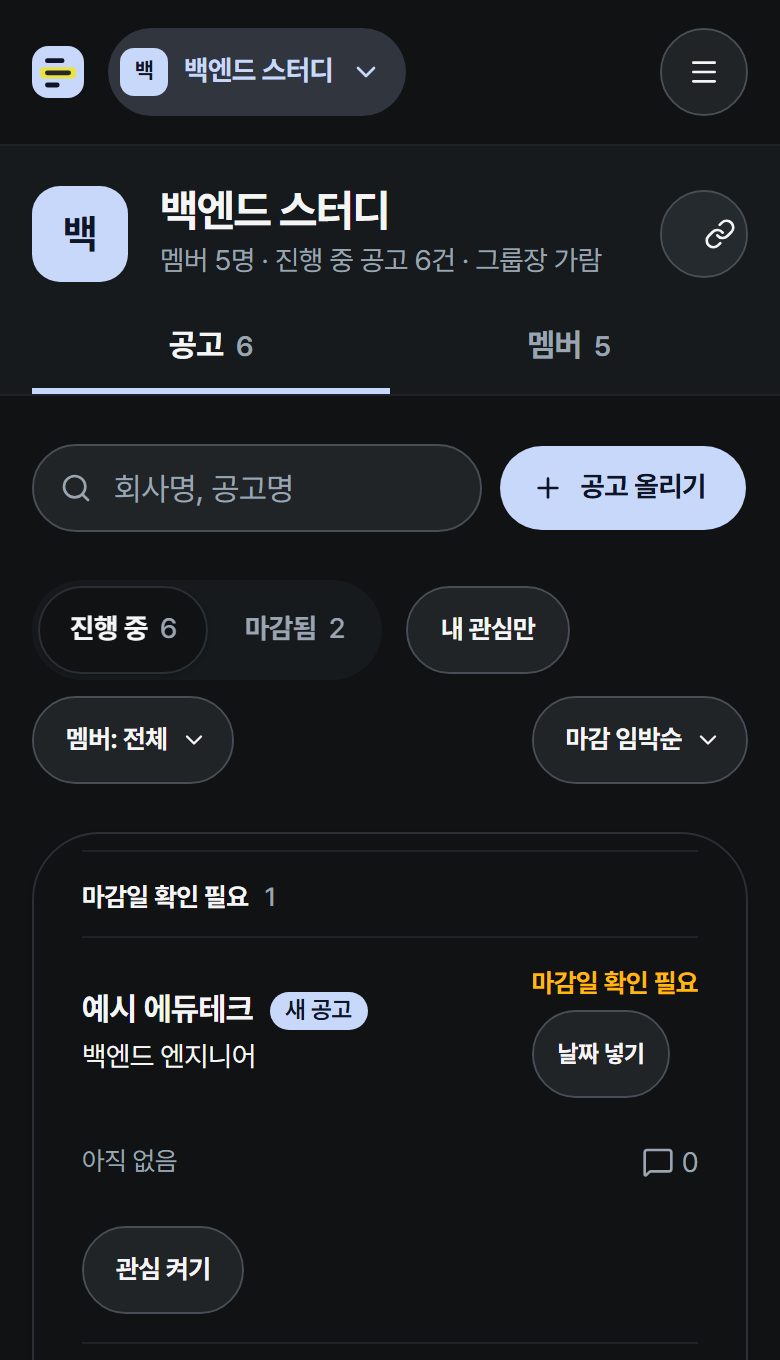 백 백엔드 스터디
백 백엔드 스터디
멤버 5명 · 진행 중 공고 6건 · 그룹장 가람
공고 6 멤버 5
회사명, 공고명 공고 올리기
진행 중 6 마감됨 2 내 관심만
멤버: 전체 마감 임박순
마감일 확인 필요 1
마감일 확인 필요
예시 에듀테크 새 공고
백엔드 엔지니어 날짜 넣기
아직 없음 0
관심 켜기